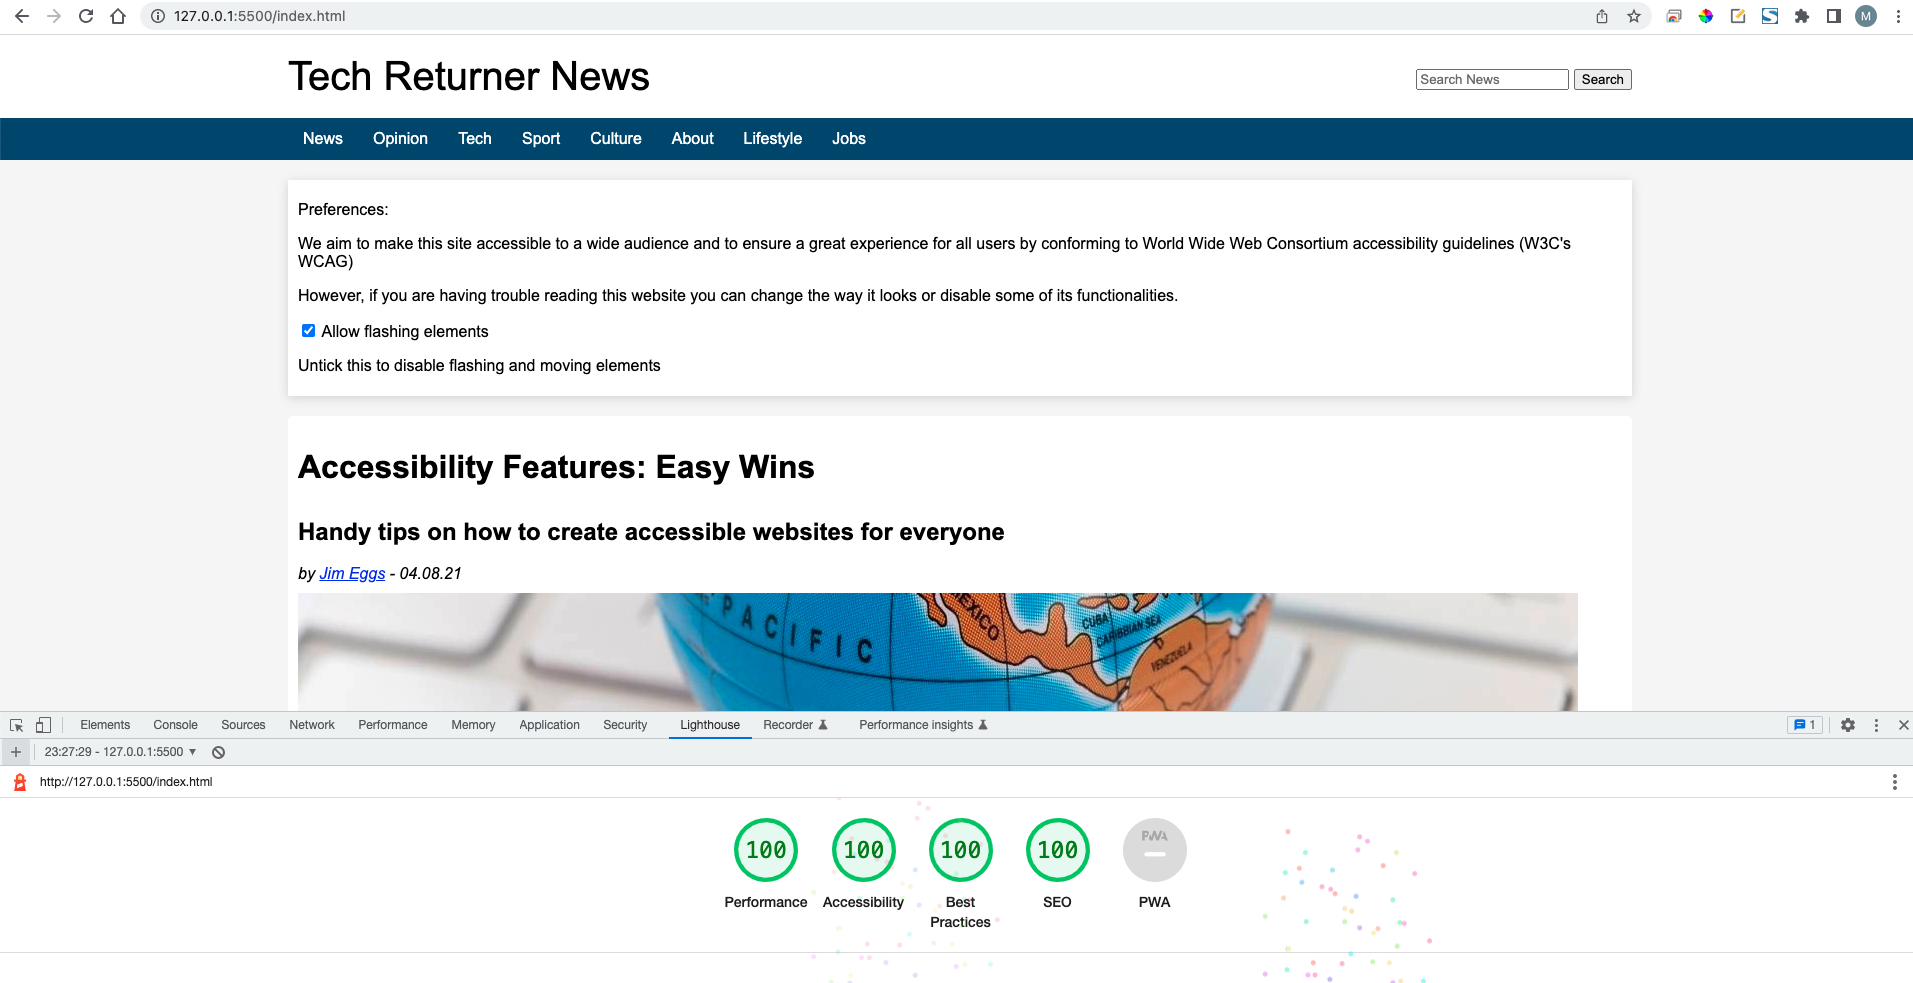 127.0.0.1:5500/index.html
M
Tech Returner News
Search News Search
News Opinion Tech Sport Culture About Lifestyle Jobs
Preferences:
We aim to make this site accessible to a wide audience and to ensure a great experience for all users by conforming to World Wide Web Consortium accessibility guidelines (W3C's
WCAG)
However, if you are having trouble reading this website you can change the way it looks or disable some of its functionalities.
Allow flashing elements
Untick this to disable flashing and moving elements
Accessibility Features: Easy Wins
Handy tips on how to create accessible websites for everyone
by Jim Eggs - 04.08.21
PACIFIC
MEXICO
CUBA
CARIBBEAN SEA
VENEZUELA
Elements Console Sources Network Performance Memory Application Security Lighthouse Recorder Performance insights 1
23:27:29 - 127.0.0.1:5500
http://127.0.0.1:5500/index.html
100 100 100 100 PWA
Performance Accessibility Best Practices SEO PWA